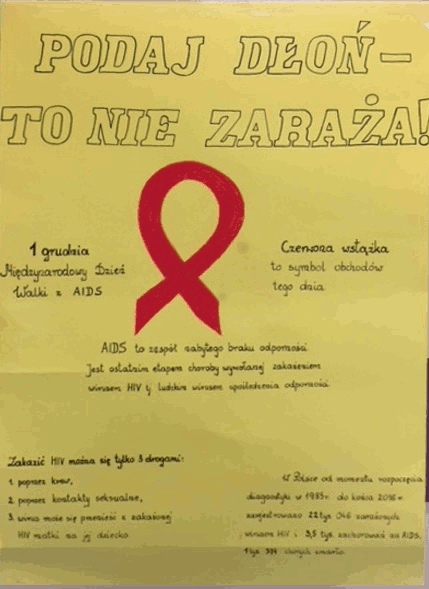 PODAJ DŁOŃ –
TO NIE ZARAŻA!
1 grudnia
Międzynarodowy Dzień
Walki z AIDS
Czerwona wstążka
to symbol obchodów
tego dnia.
AIDS to zespół nabytego braku odporności.
Jest ostatnim etapem choroby wywołanej zakażeniem
wirusem HIV tj ludzkim wirusem upośledzenia odporności.
Zakazić HIV można się tylko 3 drogami:
1. poprzez krew,
2. poprzez kontakty seksualne,
3. wirus może się przenieść z zakażonej
HIV matki na jej dziecko.
W Polsce od momentu rozpoczęcia
diagnostyki w 1985r. do końca 2016r.
zarejestrowano 22 tys. 046 zarażonych
wirusem HIV i 3,5 tys. zachorowań na AIDS.
1 tys. chorych zmarło.